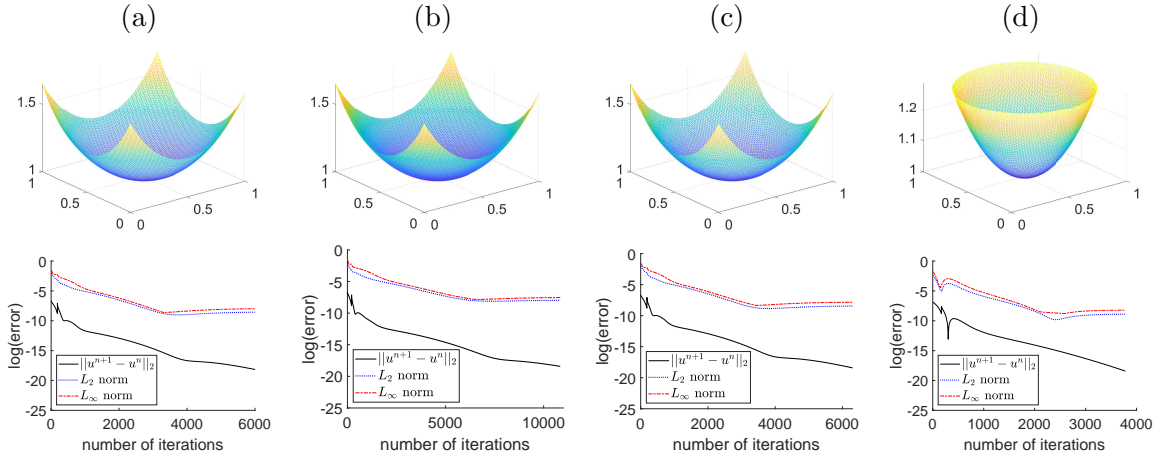 (a) (b) (c) (d)
1.5
1
1
0.5
0
0
0.5
1
1.5
1
1
0.5
0
0
0.5
1
1.5
1
1
0.5
0
0
0.5
1
1.2
1.1
1
1
0.5
0
0
0.5
1
0
-5
-10
-15
-20
-25
log(error)
||u^{n+1} − u^n||_2
L_2 norm
L_∞ norm
0 2000 4000 6000
number of iterations
0
-5
-10
-15
-20
-25
log(error)
||u^{n+1} − u^n||_2
L_2 norm
L_∞ norm
0 5000 10000
number of iterations
0
-5
-10
-15
-20
-25
log(error)
||u^{n+1} − u^n||_2
L_2 norm
L_∞ norm
0 2000 4000 6000
number of iterations
0
-5
-10
-15
-20
-25
log(error)
||u^{n+1} − u^n||_2
L_2 norm
L_∞ norm
0 1000 2000 3000 4000
number of iterations